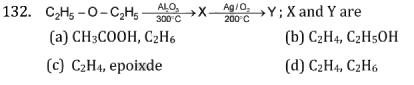 132. C₂H₅ – O – C₂H₅ —Al₂O₃/300°C→ X —Ag/O₂/200°C→ Y ; X and Y are
(a) CH3COOH, C₂H₆ (b) C₂H₄, C₂H₅OH
(c) C₂H₄, epoixde (d) C₂H₄, C₂H₆